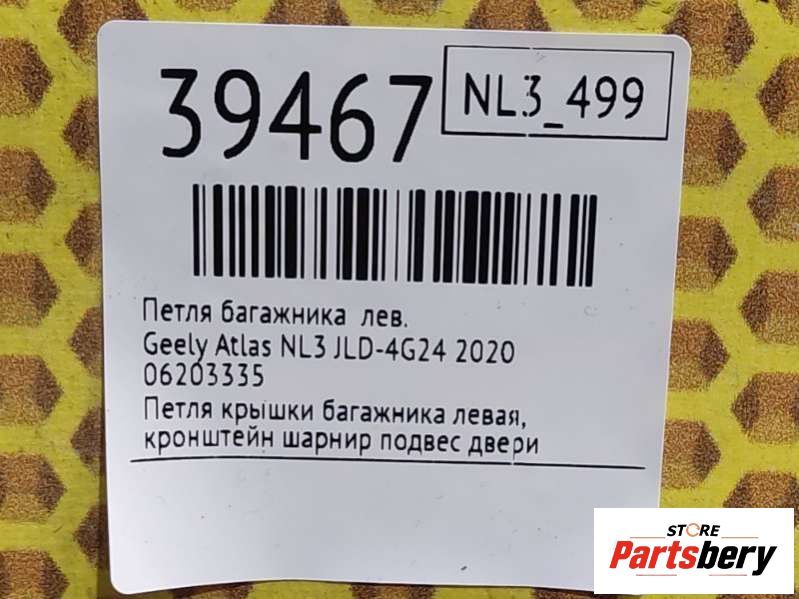 39467
NL3_499
Петля багажника лев.
Geely Atlas NL3 JLD-4G24 2020
06203335
Петля крышки багажника левая,
кронштейн шарнир подвес двери
STORE
Partsbery